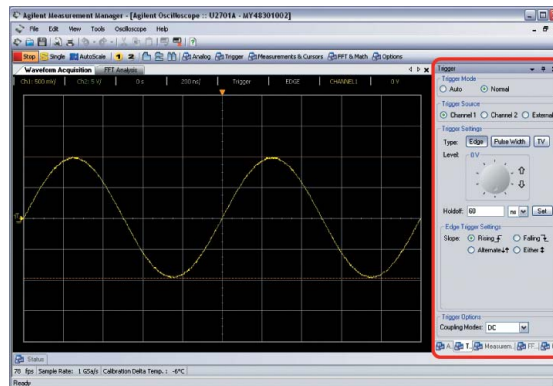 Agilent Measurement Manager - [Agilent Oscilloscope :: U2701A - MY48301002]
File Edit View Tools Oscilloscope Help
Stop Single AutoScale 1 2 Analog Trigger Measurements & Cursors FFT & Math Options
Waveform Acquisition FFT Analysis
Ch1: 500 mV/ Ch2: 5 V/ 0 s 200 ns/ Trigger EDGE CHANNEL1 0 V
Trigger
Trigger Mode
Auto Normal
Trigger Source
Channel 1 Channel 2 External
Trigger Settings
Type: Edge Pulse Width TV
Level: 0 V
Holdoff: 60 ns Set
Edge Trigger Settings
Slope: Rising Falling
Alternate Either
Trigger Options
Coupling Modes: DC
A.. T.. Measurem.. FF..
Status
78 fps Sample Rate: 1 GSa/s Calibration Delta Temp. : -6°C
Ready